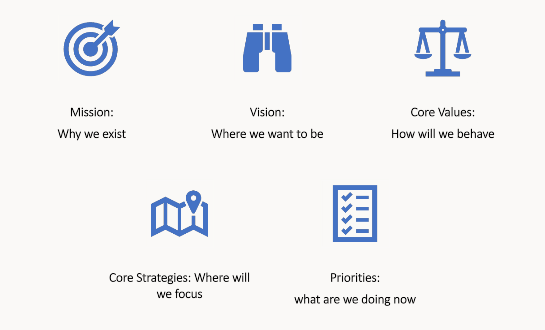 Mission:
Why we exist
Vision:
Where we want to be
Core Values:
How will we behave
Core Strategies: Where will
we focus
Priorities:
what are we doing now